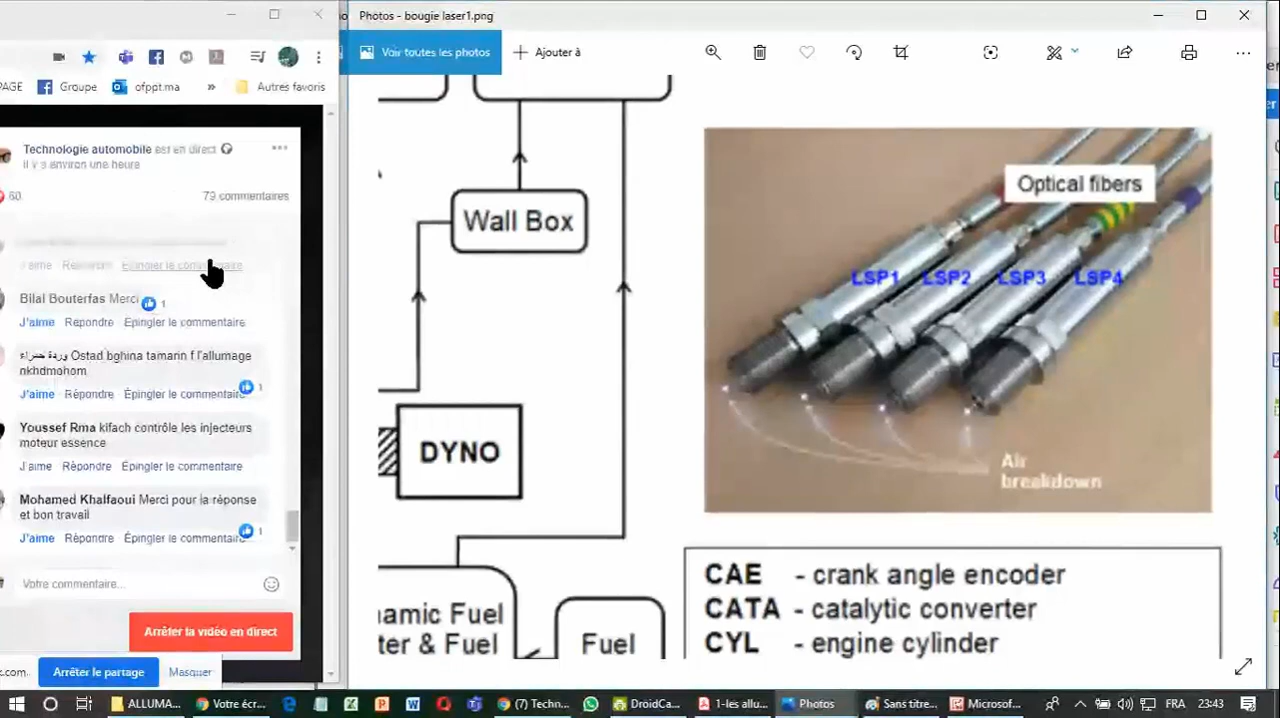 Photos - bougie laser1.png
Voir toutes les photos
Ajouter à
PAGE
Groupe
ofppt.ma
»
Autres favoris
Technologie automobile est en direct
il y a environ une heure
60
79 commentaires
J'aime Répondre Épingler le commentaire
Bilal Bouterfas Merci
1
J'aime Répondre Épingler le commentaire
وردة حمراء Ostad bghina tamarin f l'allumage
nkhdmohom
1
J'aime Répondre Épingler le commentaire
Youssef Rma kifach contrôle les injecteurs
moteur essence
J'aime Répondre Épingler le commentaire
Mohamed Khalfaoui Merci pour la réponse
et bon travail
1
J'aime Répondre Épingler le commentaire
Votre commentaire...
Arrêter la vidéo en direct
Arrêter le partage
Masquer
Wall Box
DYNO
namic Fuel
ter & Fuel
Fuel
Optical fibers
LSP1 LSP2 LSP3 LSP4
Air
breakdown
CAE - crank angle encoder
CATA - catalytic converter
CYL - engine cylinder
ALLUMA...
Votre écr...
(7) Techn...
DroidCa...
1-les allu...
Photos
Sans titre...
Microsof...
FRA
23:43